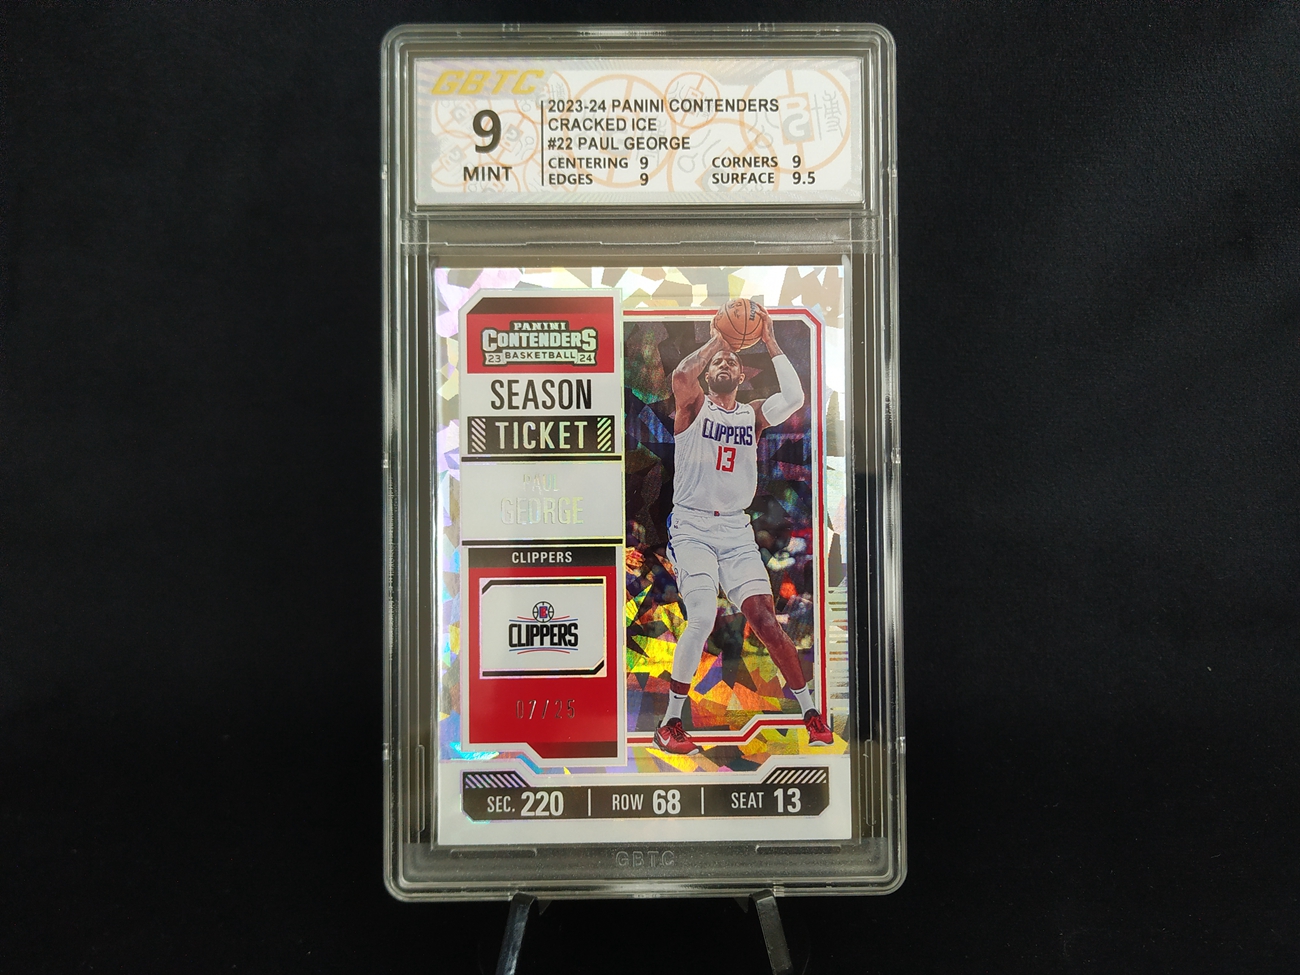 GBTC
9
MINT
2023-24 PANINI CONTENDERS
CRACKED ICE
#22 PAUL GEORGE
CENTERING 9 CORNERS 9
EDGES 9 SURFACE 9.5
PANINI
CONTENDERS
23 BASKETBALL 24
SEASON
TICKET
PAUL
GEORGE
CLIPPERS
CLIPPERS
07/25
CLIPPERS
13
SEC. 220 | ROW 68 | SEAT 13
GBTC